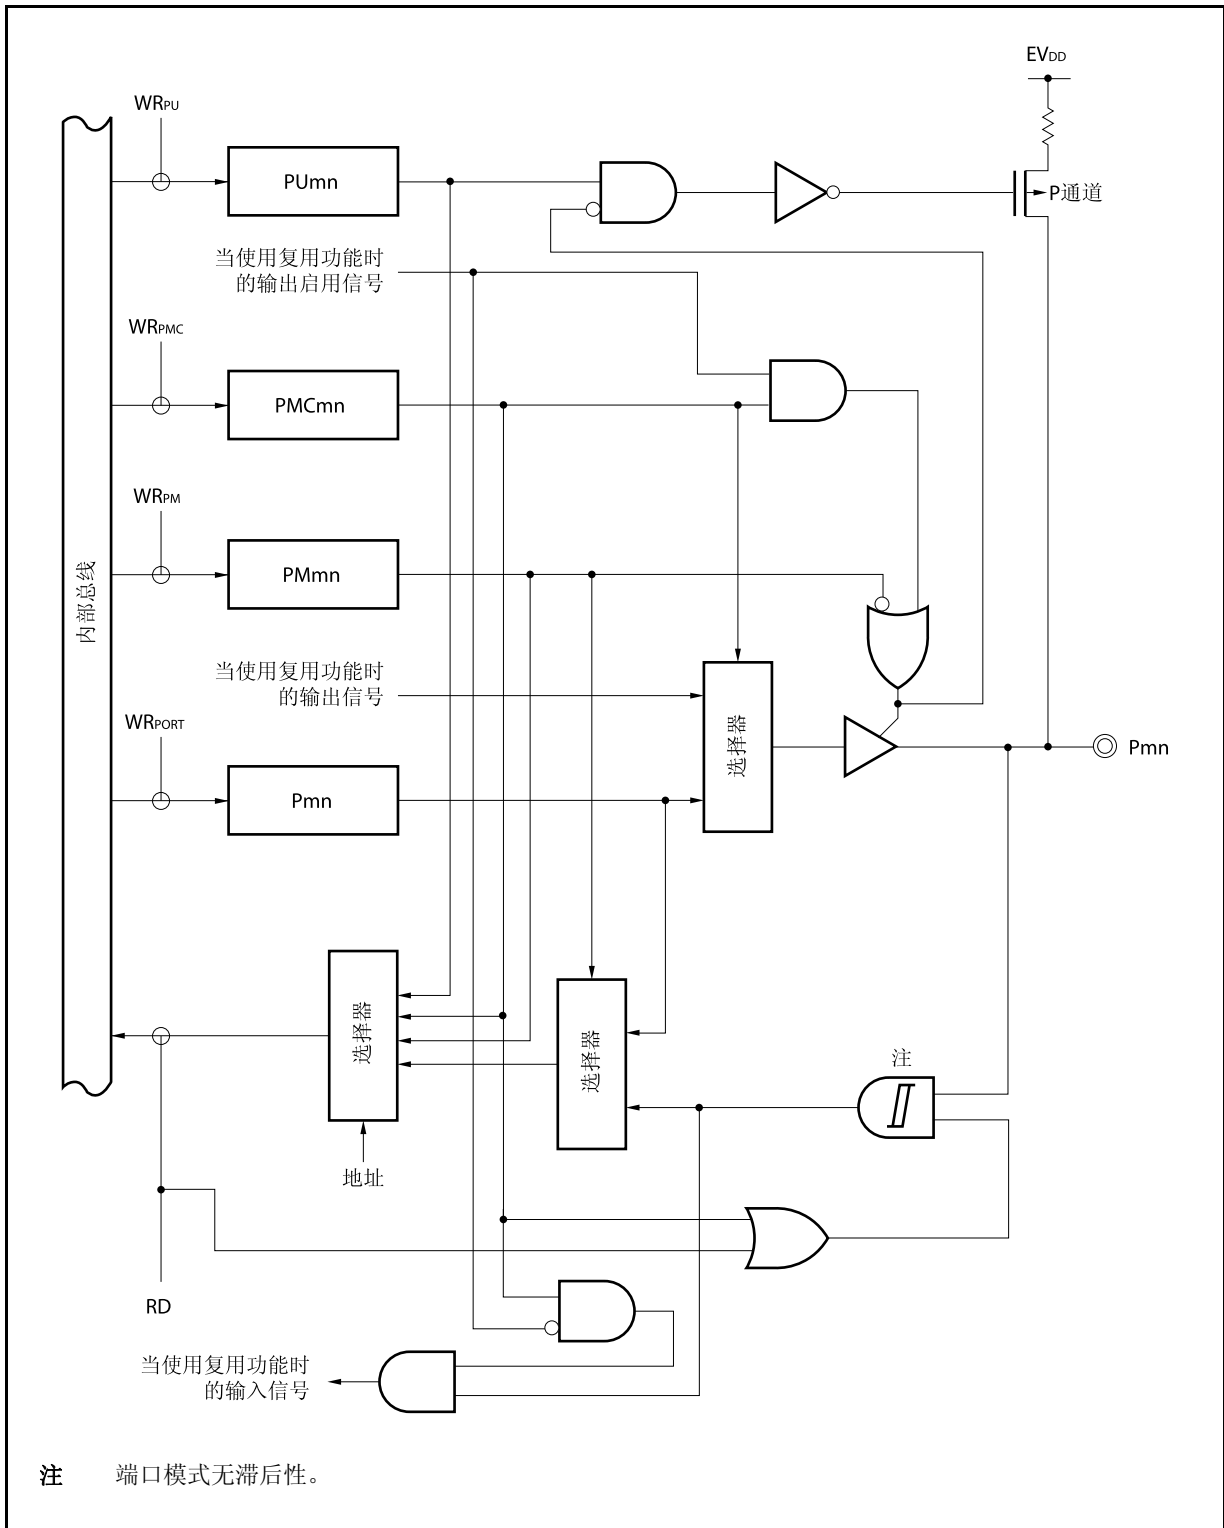 EVDD
WRPU
PUmn
P通道
当使用复用功能时
的输出启用信号
WRPMC
PMCmn
WRPM
PMmn
内部总线
当使用复用功能时
的输出信号
选择器
WRPORT
Pmn
Pmn
选择器
选择器
注
地址
RD
当使用复用功能时
的输入信号
注 端口模式无滞后性。